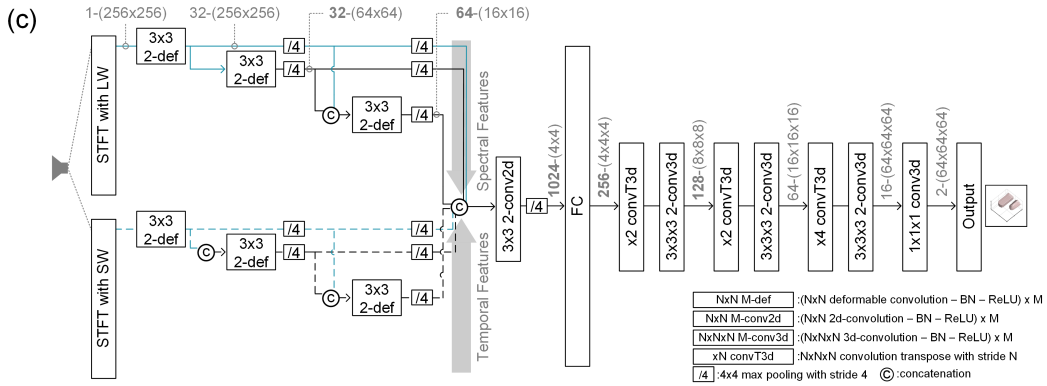 (c)
1-(256x256)
32-(256x256)
32-(64x64)
64-(16x16)
STFT with LW
3x3
2-def
3x3
2-def
/4
/4
/4
/4
C
3x3
2-def
/4
Spectral Features
STFT with SW
3x3
2-def
C
3x3
2-def
/4
/4
/4
/4
C
3x3
2-def
/4
Temporal Features
C
3x3 2-conv2d
/4
1024-(4x4)
FC
256-(4x4x4)
x2 convT3d
3x3x3 2-conv3d
128-(8x8x8)
x2 convT3d
3x3x3 2-conv3d
64-(16x16x16)
x4 convT3d
3x3x3 2-conv3d
16-(64x64x64)
1x1x1 conv3d
2-(64x64x64)
Output
NxN M-def :(NxN deformable convolution – BN – ReLU) x M
NxN M-conv2d :(NxN 2d-convolution – BN – ReLU) x M
NxNxN M-conv3d :(NxNxN 3d-convolution – BN – ReLU) x M
xN convT3d :NxNxN convolution transpose with stride N
/4 :4x4 max pooling with stride 4 C :concatenation